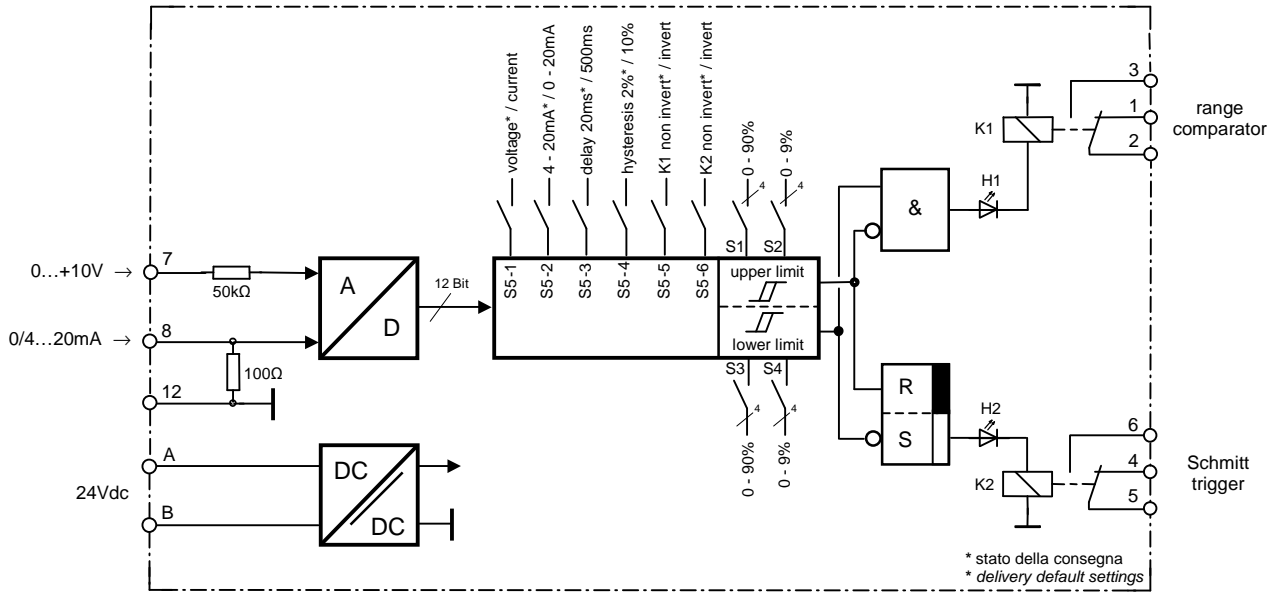 voltage* / current
4 - 20mA* / 0 - 20mA
delay 20ms* / 500ms
hysteresis 2%* / 10%
K1 non invert* / invert
K2 non invert* / invert
0 - 90%
4
0 - 9%
4
S5-1
S5-2
S5-3
S5-4
S5-5
S5-6
S1
S2
upper limit
lower limit
S3
S4
4
4
0 - 90%
0 - 9%
0…+10V →
7
50kΩ
0/4…20mA →
8
100Ω
12
A
D
12 Bit
24Vdc
A
B
DC
DC
&
H1
K1
3
1
2
range
comparator
R
S
H2
K2
6
4
5
Schmitt
trigger
* stato della consegna
* delivery default settings